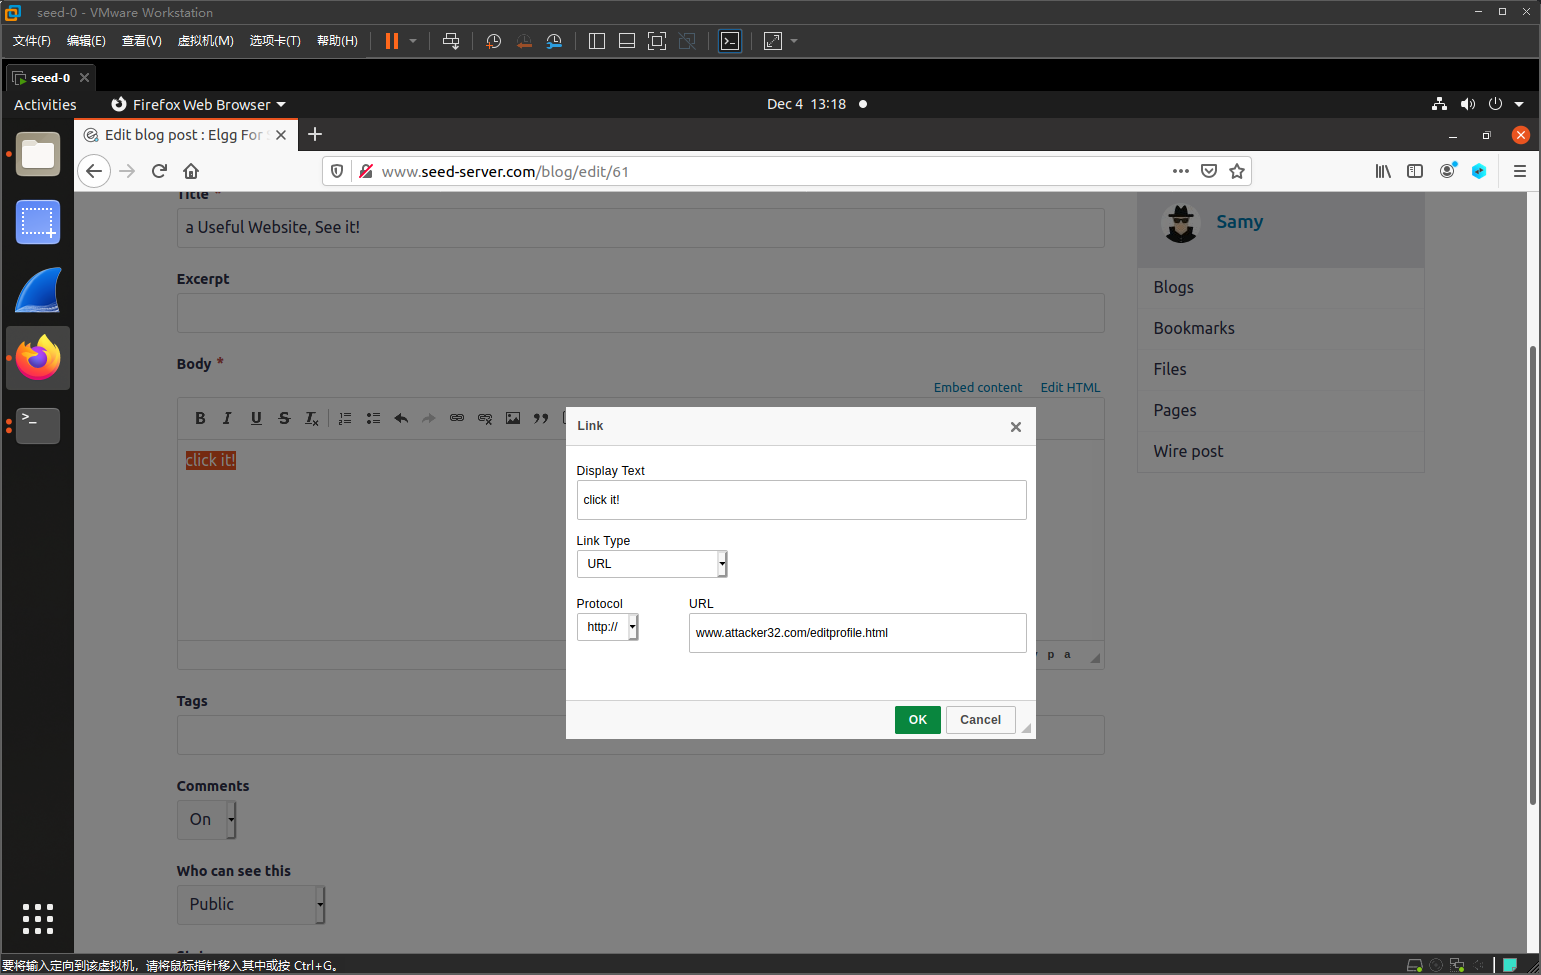 seed-0 - VMware Workstation
文件(F) 编辑(E) 查看(V) 虚拟机(M) 选项卡(T) 帮助(H)
seed-0
Activities Firefox Web Browser Dec 4 13:18
Edit blog post : Elgg For
www.seed-server.com/blog/edit/61
Title *
a Useful Website, See it!
Samy
Excerpt
Blogs
Bookmarks
Body *
Files
Embed content Edit HTML
Pages
Link
Wire post
click it!
Display Text
click it!
Link Type
URL
Protocol URL
http:// www.attacker32.com/editprofile.html
p a
Tags
OK Cancel
Comments
On
Who can see this
Public
要将输入定向到该虚拟机，请将鼠标指针移入其中或按 Ctrl+G。